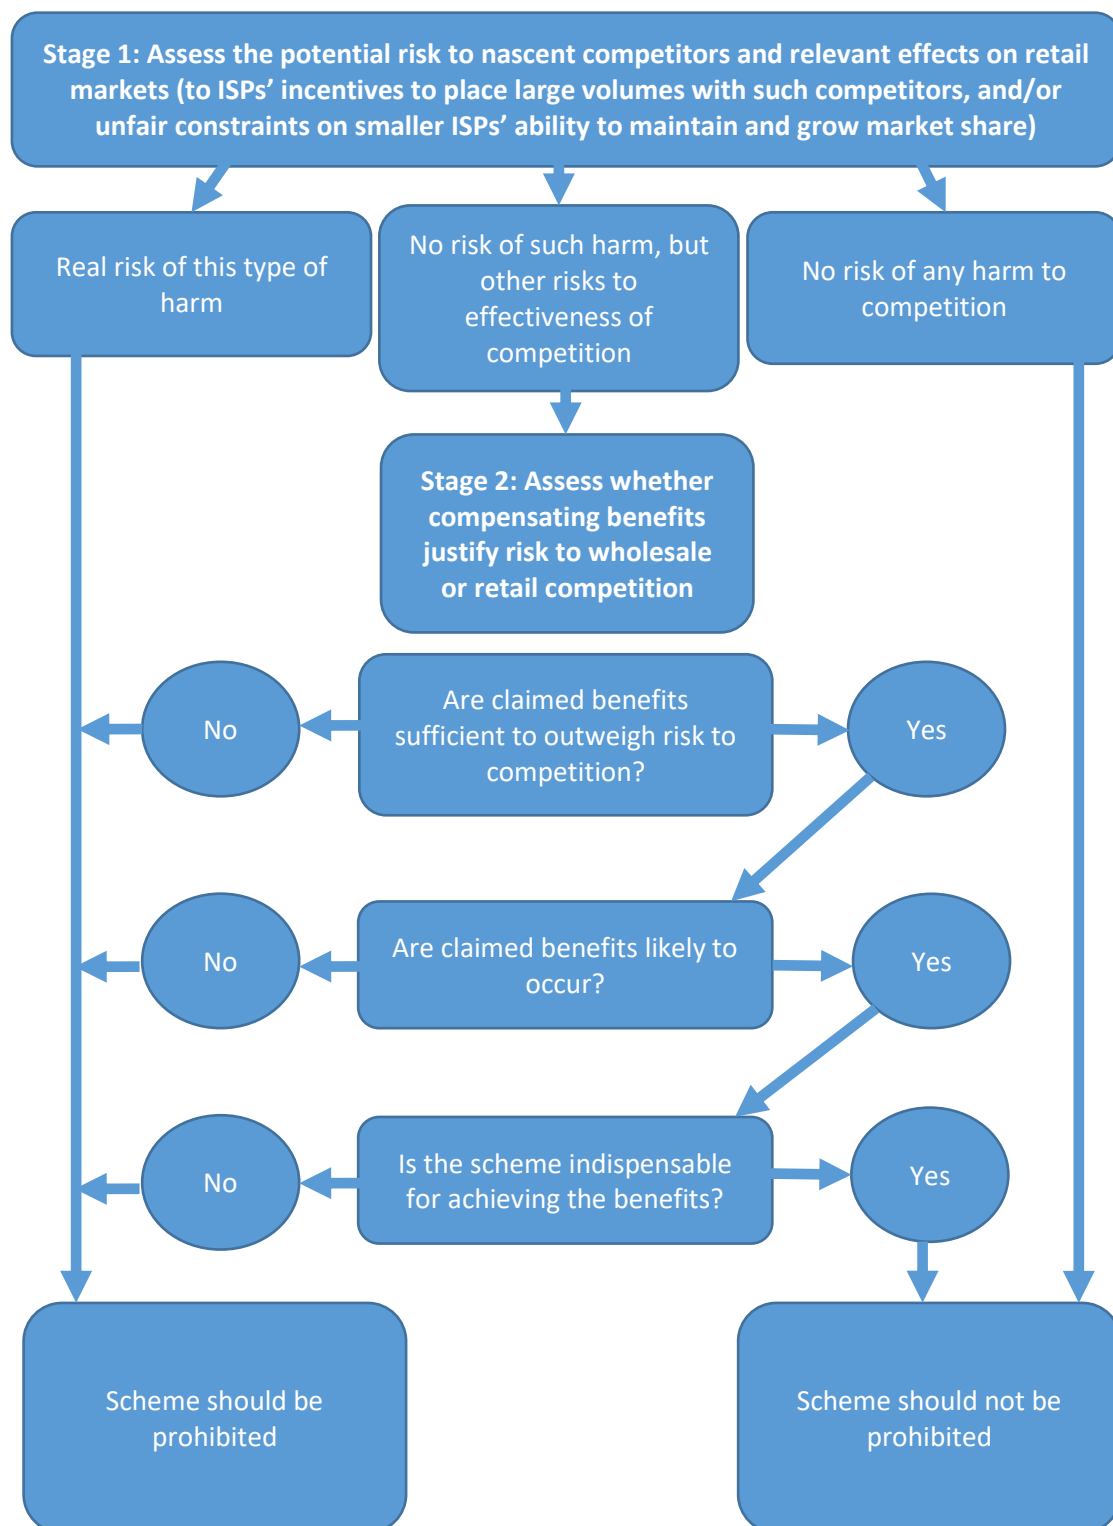 Stage 1: Assess the potential risk to nascent competitors and relevant effects on retail
markets (to ISPs’ incentives to place large volumes with such competitors, and/or
unfair constraints on smaller ISPs’ ability to maintain and grow market share)
Real risk of this type of
harm
No risk of such harm, but
other risks to
effectiveness of
competition
No risk of any harm to
competition
Stage 2: Assess whether
compensating benefits
justify risk to wholesale
or retail competition
No
Are claimed benefits
sufficient to outweigh risk to
competition?
Yes
No
Are claimed benefits likely to
occur?
Yes
No
Is the scheme indispensable
for achieving the benefits?
Yes
Scheme should be
prohibited
Scheme should not be
prohibited